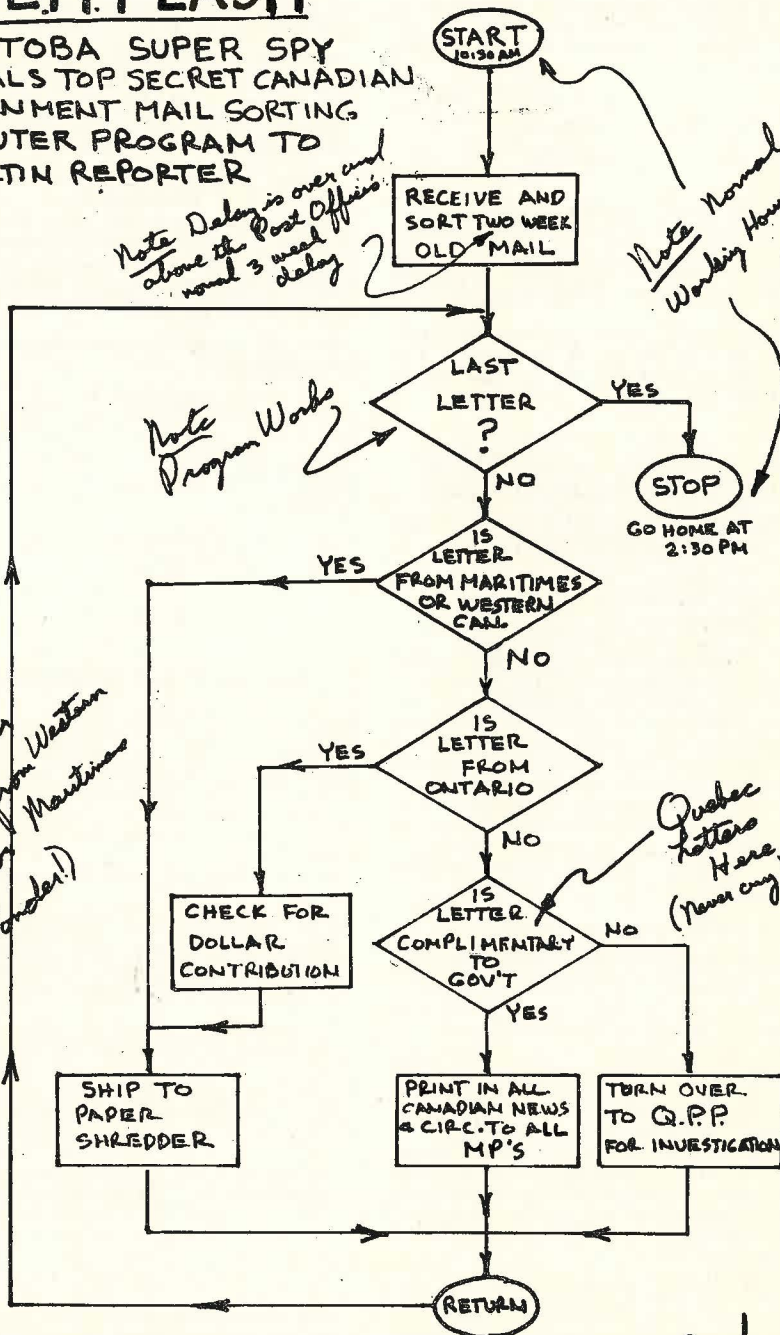 TOBA SUPER SPY
ALS TOP SECRET CANADIAN
NMENT MAIL SORTING
UTER PROGRAM TO
TIN REPORTER
START
10:30 AM
Note Delay is over and
above the Post Office's
normal 3 week
delay
RECEIVE AND
SORT TWO WEEK
OLD MAIL
Note Normal
Working Hou
LAST
LETTER
?
YES
NO
Note
Program Works
STOP
GO HOME AT
2:30 PM
IS
LETTER
FROM MARITIMES
OR WESTERN
CAN.
YES
NO
rom Western
Maritimes
onder!)
IS
LETTER
FROM
ONTARIO
YES
NO
Quebec
Letters
Here
(Never any
CHECK FOR
DOLLAR
CONTRIBUTION
IS
LETTER
COMPLIMENTARY
TO
GOV'T
NO
YES
SHIP TO
PAPER
SHREDDER
PRINT IN ALL
CANADIAN NEWS
& CIRC. TO ALL
MP'S
TURN OVER
TO Q.P.P.
FOR INVESTIGATION
RETURN